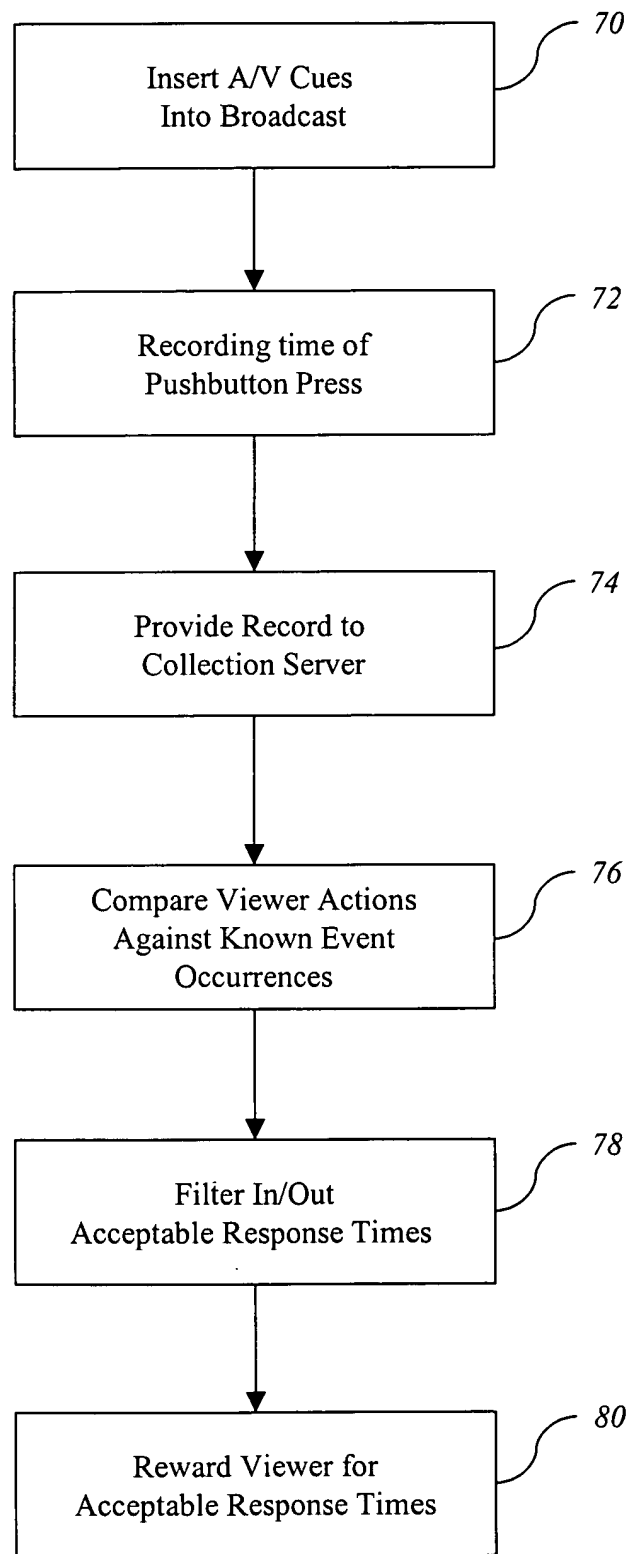 70
Insert A/V Cues
Into Broadcast
72
Recording time of
Pushbutton Press
74
Provide Record to
Collection Server
76
Compare Viewer Actions
Against Known Event
Occurrences
78
Filter In/Out
Acceptable Response Times
80
Reward Viewer for
Acceptable Response Times